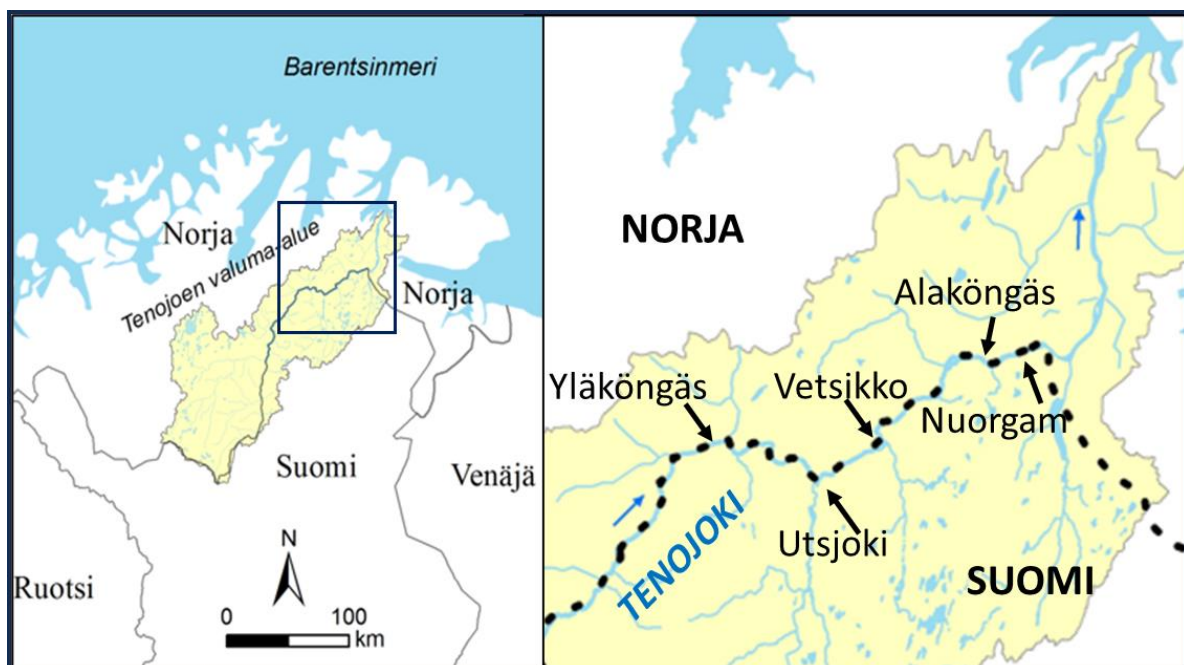 Barentsinmeri
Norja
Tenojoen valuma-alue
Norja
Suomi
Venäjä
Ruotsi
N
0 100
km
NORJA
Alaköngäs
Yläköngäs
Vetsikko
Nuorgam
Utsjoki
TENOJOKI
SUOMI